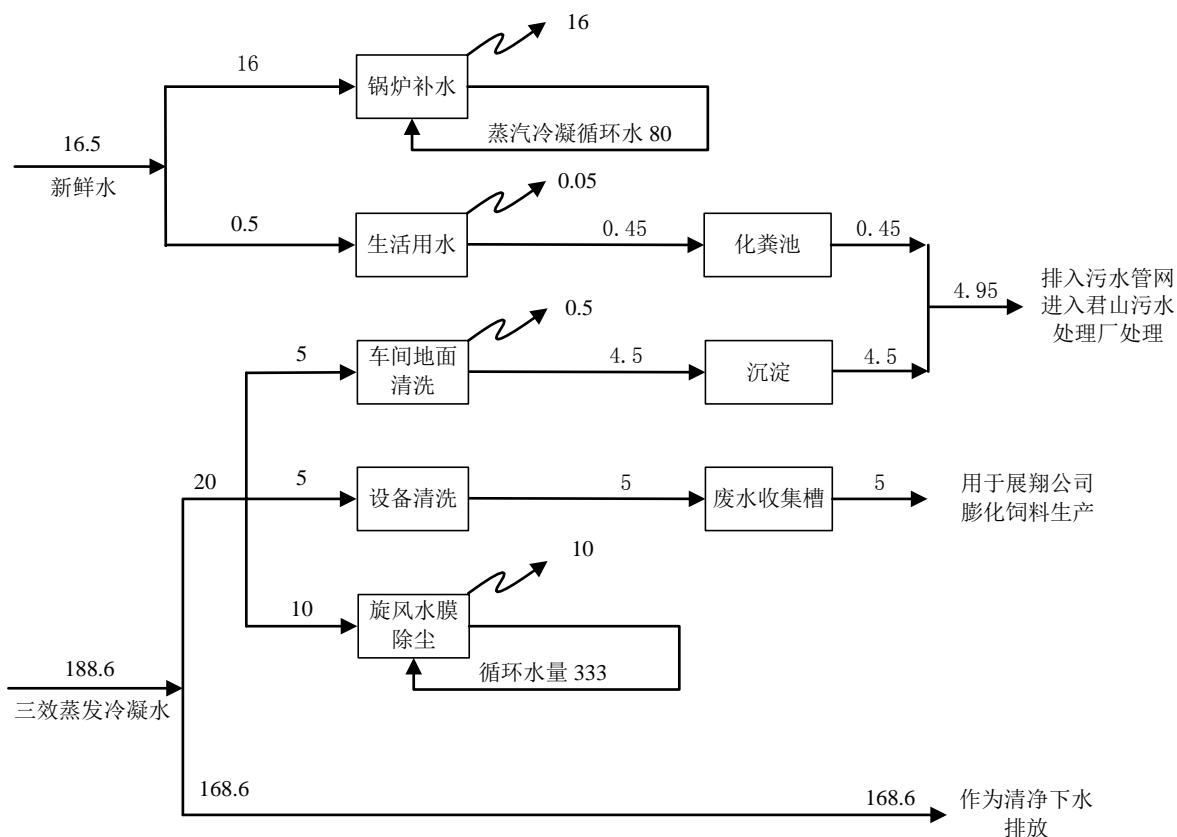 16
16
锅炉补水
蒸汽冷凝循环水 80
16.5
新鲜水
0.05
0.5
生活用水
0.45
化粪池
0.45
4.95
排入污水管网
进入君山污水
处理厂处理
0.5
5
车间地面
清洗
4.5
沉淀
4.5
20
5
设备清洗
5
废水收集槽
5
用于展翔公司
膨化饲料生产
10
10
旋风水膜
除尘
循环水量 333
188.6
三效蒸发冷凝水
168.6
168.6
作为清净下水
排放